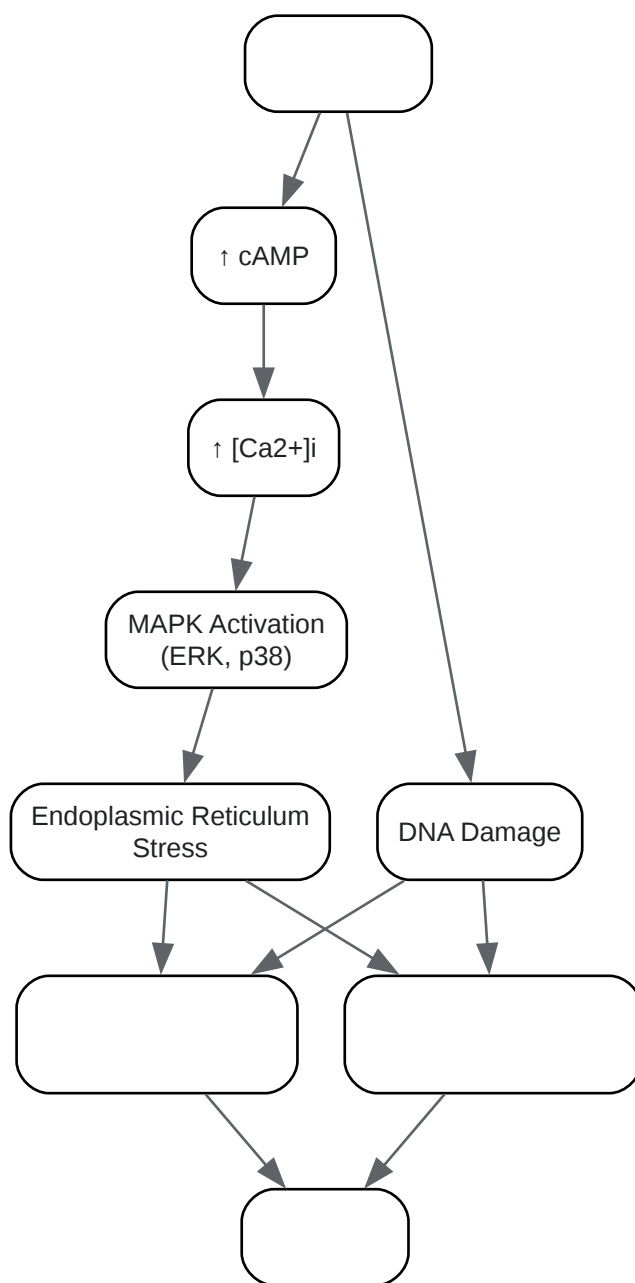 ↑ cAMP
↑ [Ca2+]i
MAPK Activation
(ERK, p38)
Endoplasmic Reticulum
Stress
DNA Damage